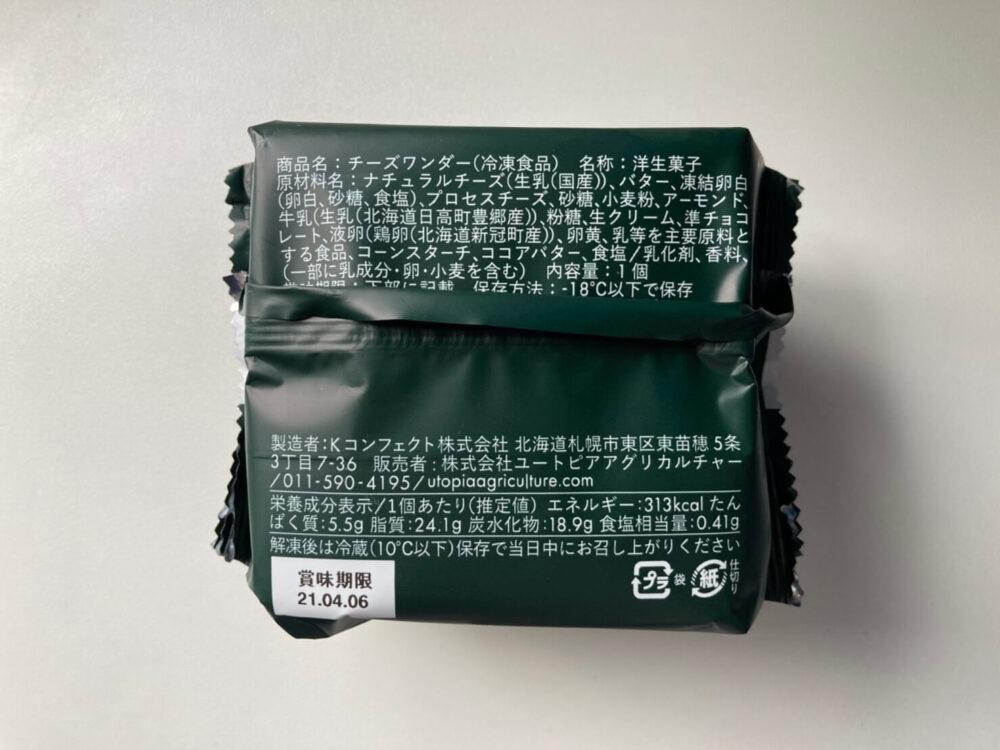 商品名：チーズワンダー（冷凍食品）　名称：洋生菓子
原材料名：ナチュラルチーズ（生乳（国産））、バター、凍結卵白
（卵白、砂糖、食塩）、プロセスチーズ、砂糖、小麦粉、アーモンド、
牛乳（生乳（北海道日高町豊郷産））、粉糖、生クリーム、準チョコ
レート、液卵（鶏卵（北海道新冠町産））、卵黄、乳等を主要原料と
する食品、コーンスターチ、ココアバター、食塩／乳化剤、香料、
（一部に乳成分・卵・小麦を含む）　内容量：1個
賞味期限：下部に記載　保存方法：-18℃以下で保存
製造者：Kコンフェクト株式会社 北海道札幌市東区東苗穂5条
3丁目7-36　販売者：株式会社ユートピアアグリカルチャー
/011-590-4195/utopiaagriculture.com
栄養成分表示/1個あたり（推定値） エネルギー：313kcal たん
ぱく質：5.5g 脂質：24.1g 炭水化物：18.9g 食塩相当量：0.41g
解凍後は冷蔵（10℃以下）保存で当日中にお召し上がりください
賞味期限
21.04.06
プラ 袋 紙 仕切り